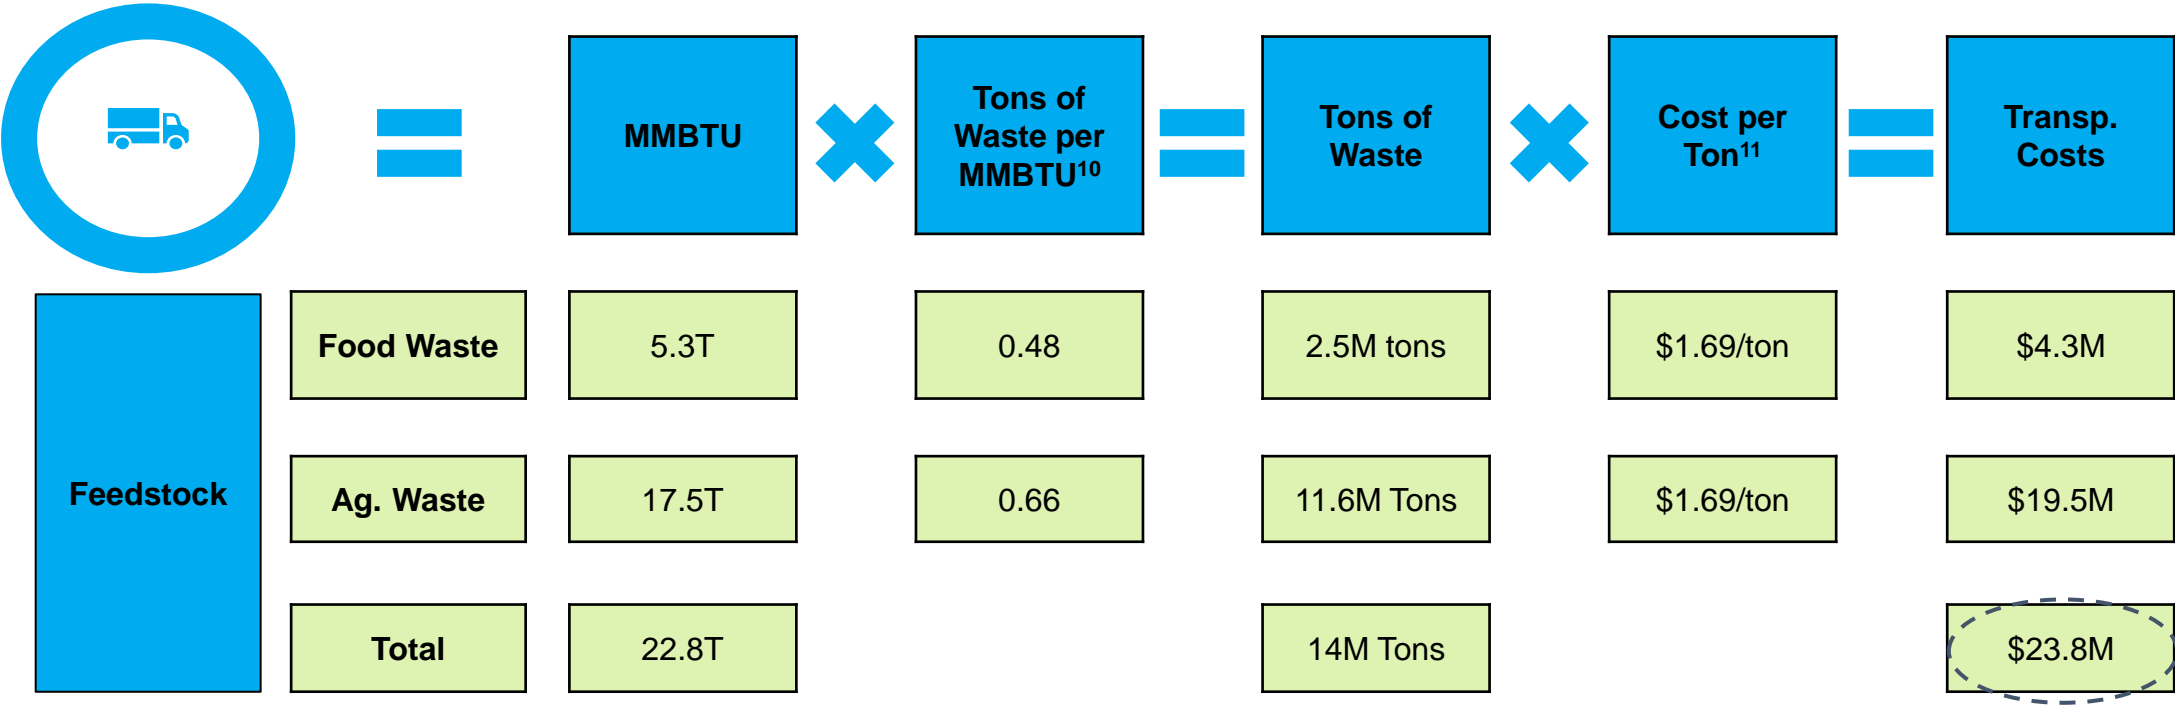 MMBTU
Tons of
Waste per
MMBTU¹⁰
Tons of
Waste
Cost per
Ton¹¹
Transp.
Costs
Feedstock
Food Waste
5.3T
0.48
2.5M tons
$1.69/ton
$4.3M
Ag. Waste
17.5T
0.66
11.6M Tons
$1.69/ton
$19.5M
Total
22.8T
14M Tons
$23.8M